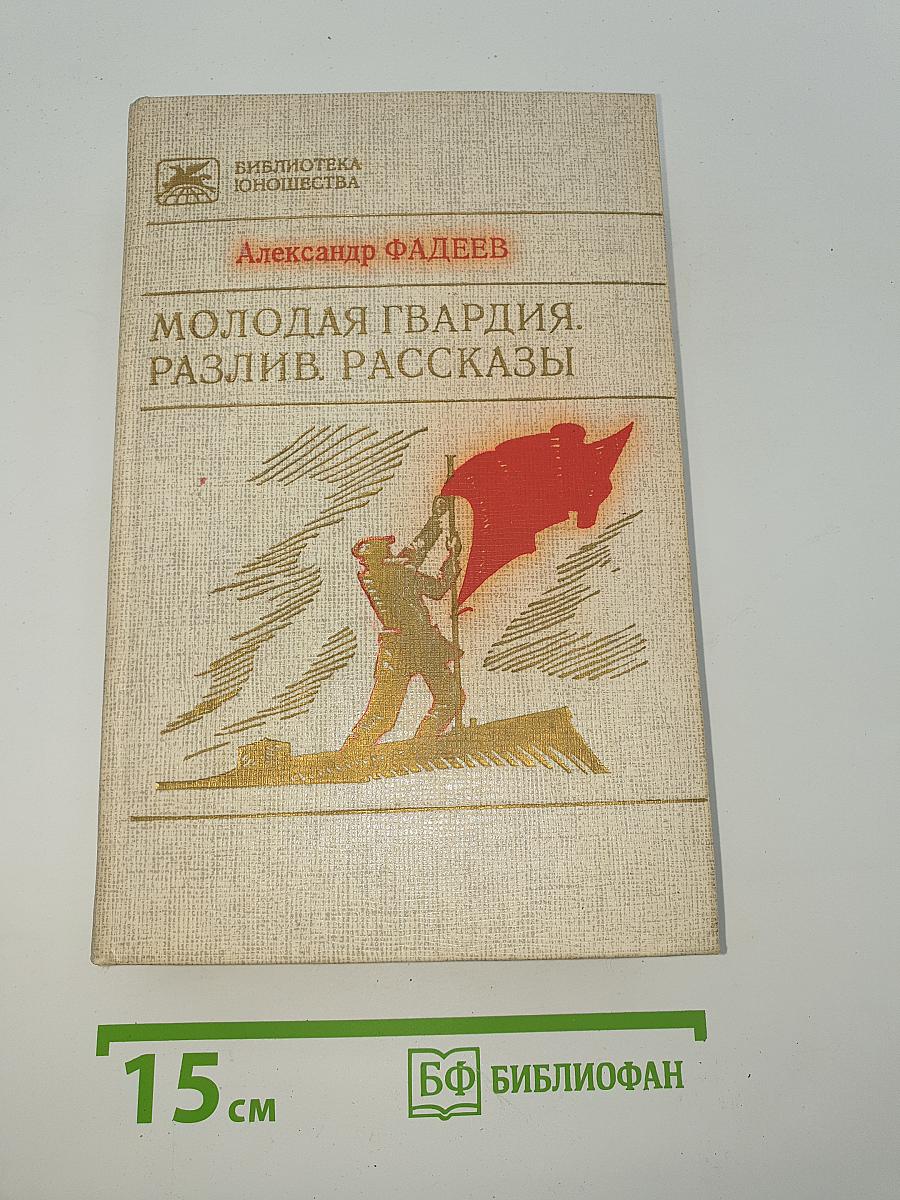 БИБЛИОТЕКА
ЮНОШЕСТВА
Александр ФАДЕЕВ
МОЛОДАЯ ГВАРДИЯ.
РАЗЛИВ. РАССКАЗЫ
15 см
БФ БИБЛИОФАН